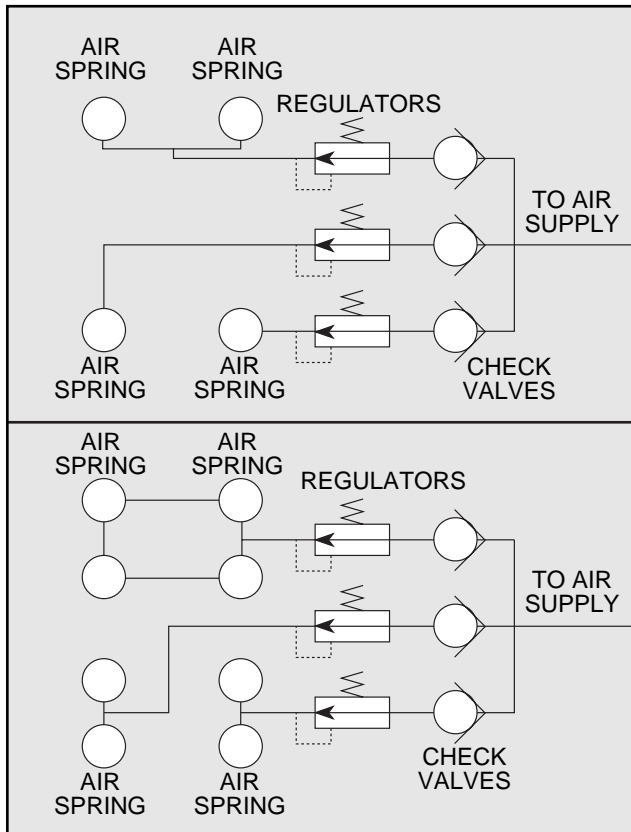 AIR
SPRING
AIR
SPRING
REGULATORS
TO AIR
SUPPLY
AIR
SPRING
AIR
SPRING
CHECK
VALVES
AIR
SPRING
AIR
SPRING
REGULATORS
TO AIR
SUPPLY
AIR
SPRING
AIR
SPRING
CHECK
VALVES